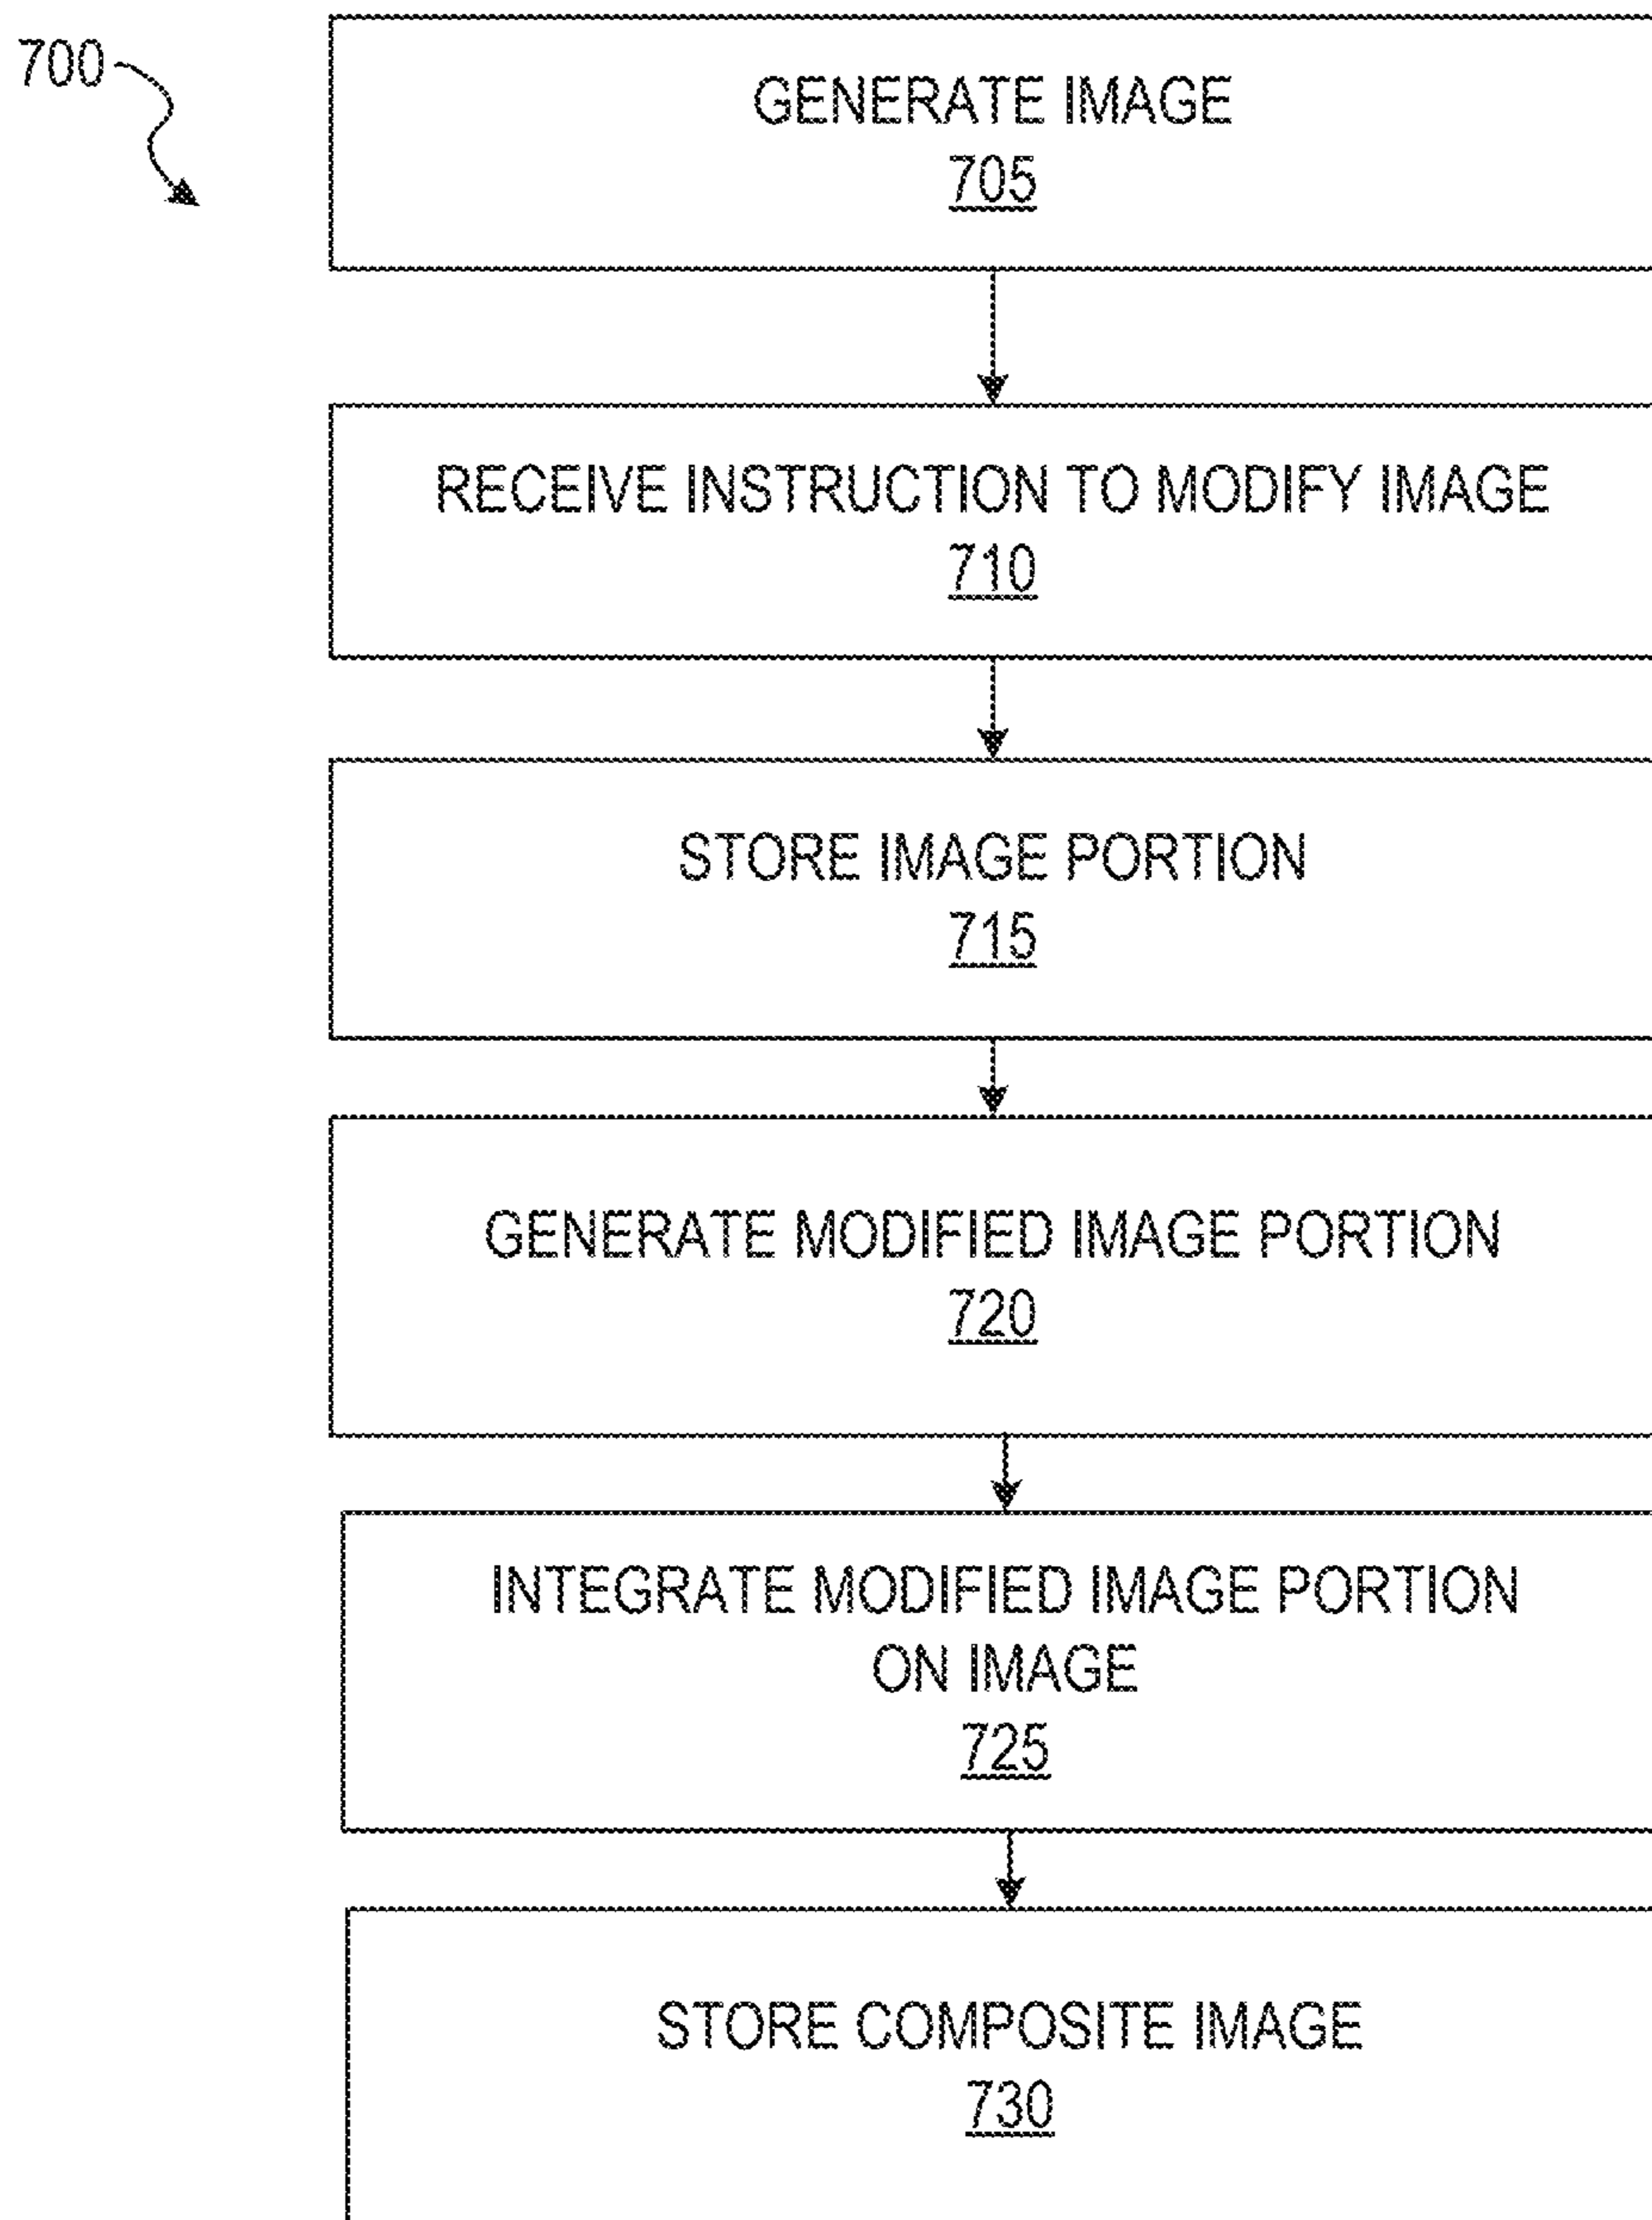 700
GENERATE IMAGE
705
RECEIVE INSTRUCTION TO MODIFY IMAGE
710
STORE IMAGE PORTION
715
GENERATE MODIFIED IMAGE PORTION
720
INTEGRATE MODIFIED IMAGE PORTION
ON IMAGE
725
STORE COMPOSITE IMAGE
730